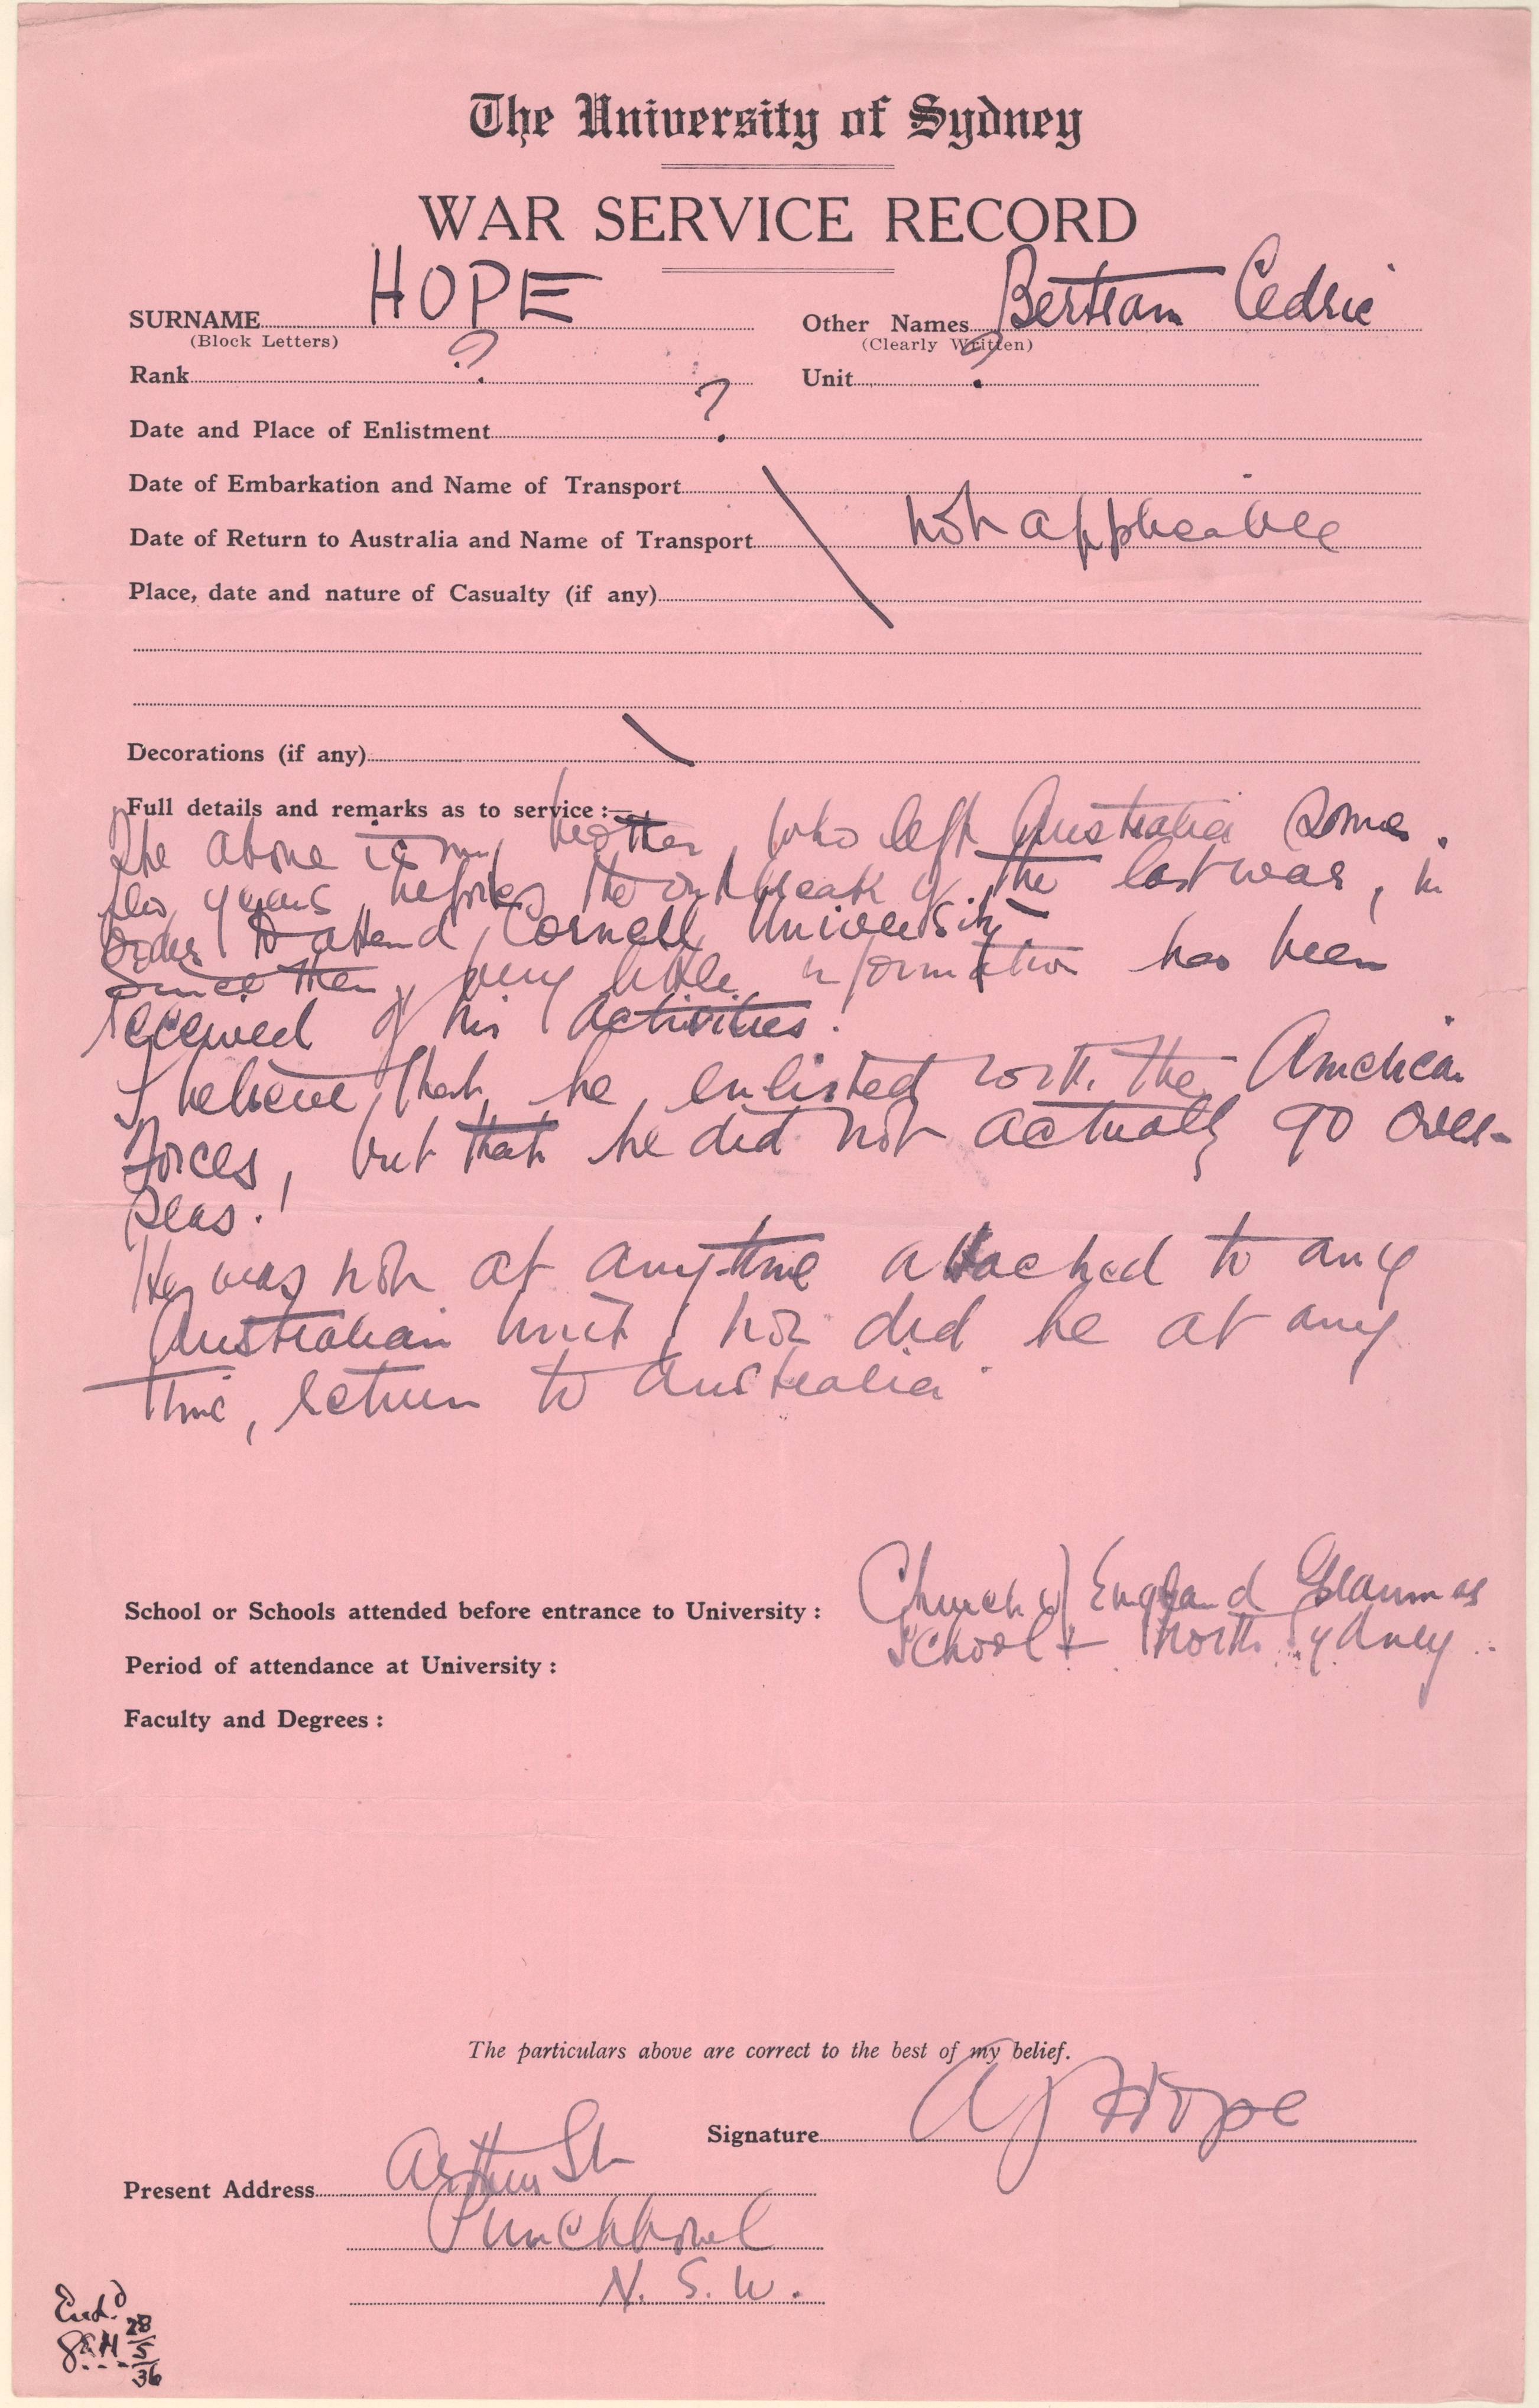 The University of Sydney
WAR SERVICE RECORD
SURNAME HOPE Other Names Bertram Cedric
(Block Letters) (Clearly Written)
Rank ? Unit ?
Date and Place of Enlistment ?
Date of Embarkation and Name of Transport
Date of Return to Australia and Name of Transport not applicable
Place, date and nature of Casualty (if any)
Decorations (if any)
Full details and remarks as to service :—
The above is my brother, who left Australia some
few years before the outbreak of the last war, in
order to attend Cornell University
Since then, very little information has been
received of his activities.
I believe that he enlisted with the American
Forces, but that he did not actually go over-
seas.
He was not at anytime attached to any
Australian unit, nor did he at any
time, return to Australia
School or Schools attended before entrance to University : Church of England Grammar
School North Sydney
Period of attendance at University :
Faculty and Degrees :
The particulars above are correct to the best of my belief.
Signature AJ Hope
Present Address Arthur St
Punchbowl
N. S. W.
Entd
28
5
36